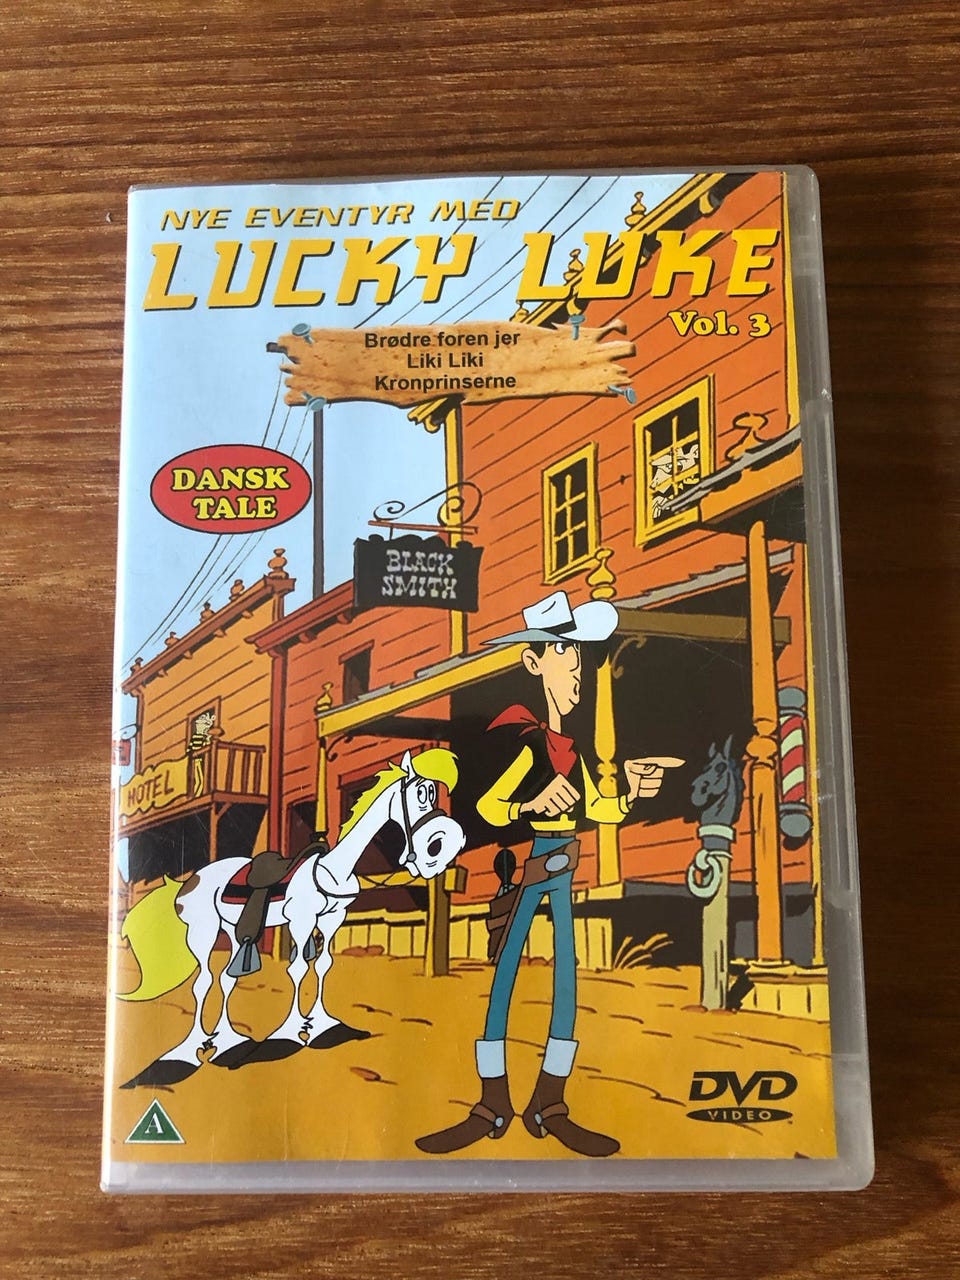 NYE EVENTYR MED
LUCKY LUKE
Vol. 3
Brødre foren jer
Liki Liki
Kronprinserne
DANSK
TALE
BLACK
SMITH
HOTEL
A
DVD
VIDEO